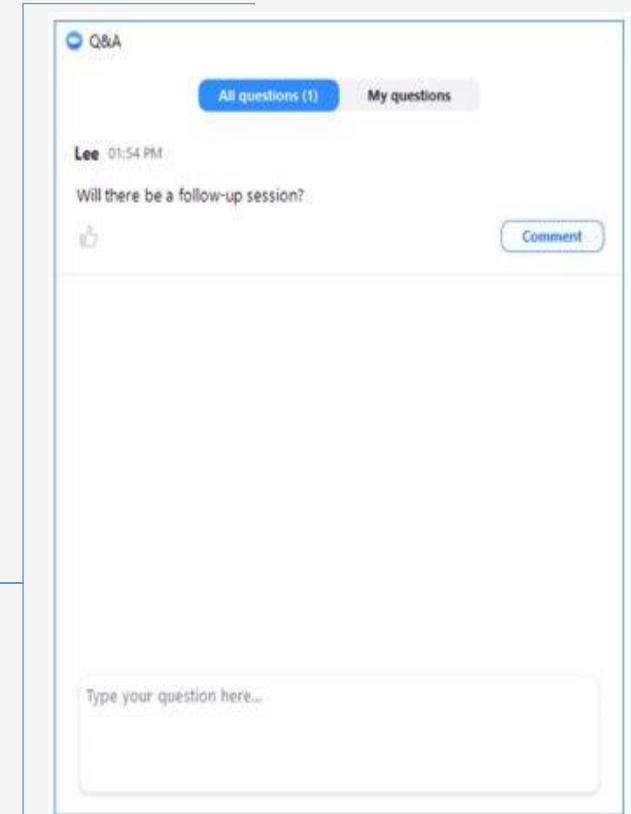 Q&A
All questions (1) My questions
Lee 01:54 PM
Will there be a follow-up session?
Comment
Type your question here...